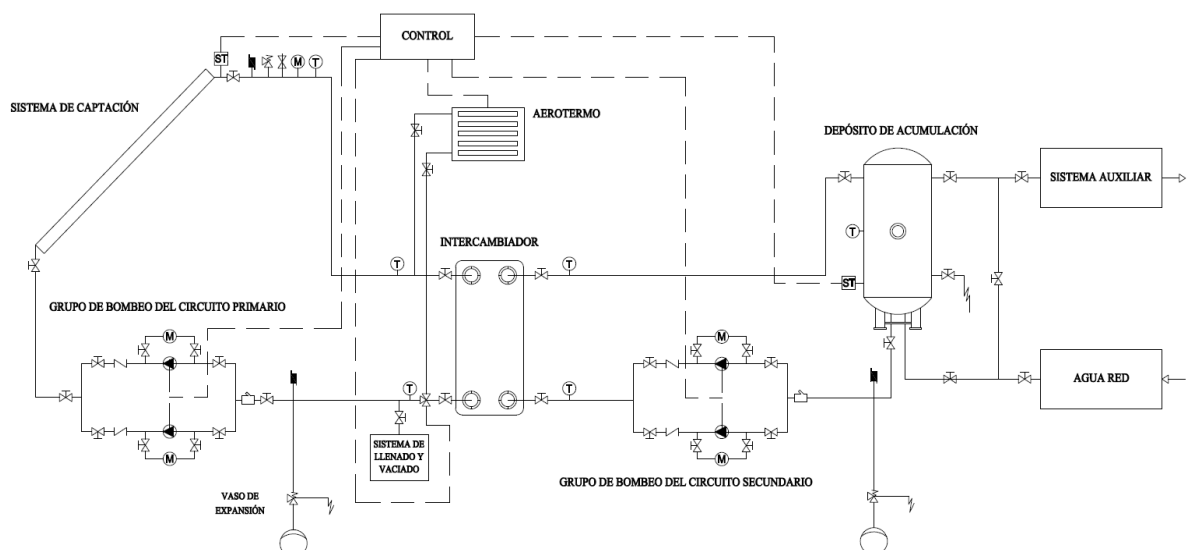 CONTROL
ST
M
T
SISTEMA DE CAPTACIÓN
AEROTERMO
DEPÓSITO DE ACUMULACIÓN
SISTEMA AUXILIAR
T
INTERCAMBIADOR
T
T
ST
GRUPO DE BOMBEO DEL CIRCUITO PRIMARIO
M
M
AGUA RED
T
T
SISTEMA DE
LLENADO Y
VACIADO
M
M
GRUPO DE BOMBEO DEL CIRCUITO SECUNDARIO
VASO DE
EXPANSIÓN